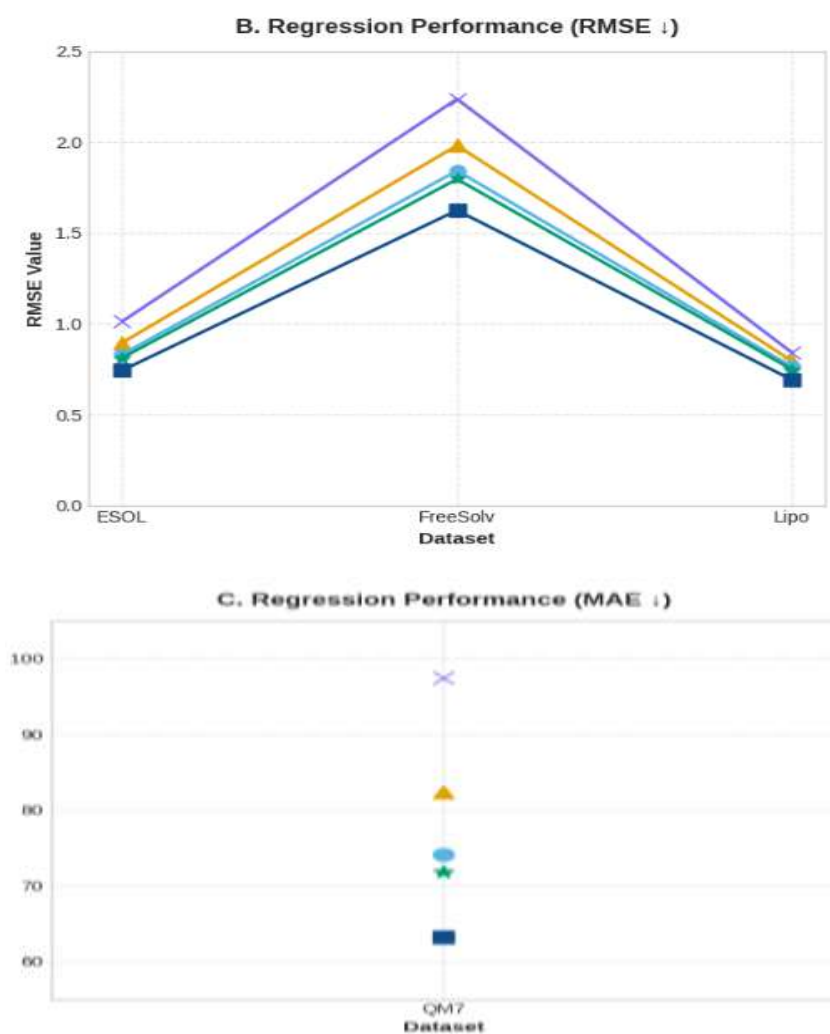 B. Regression Performance (RMSE ↓)
2.5
2.0
1.5
1.0
0.5
0.0
RMSE Value
ESOL FreeSolv Lipo
Dataset
C. Regression Performance (MAE ↓)
100
90
80
70
60
QM7
Dataset